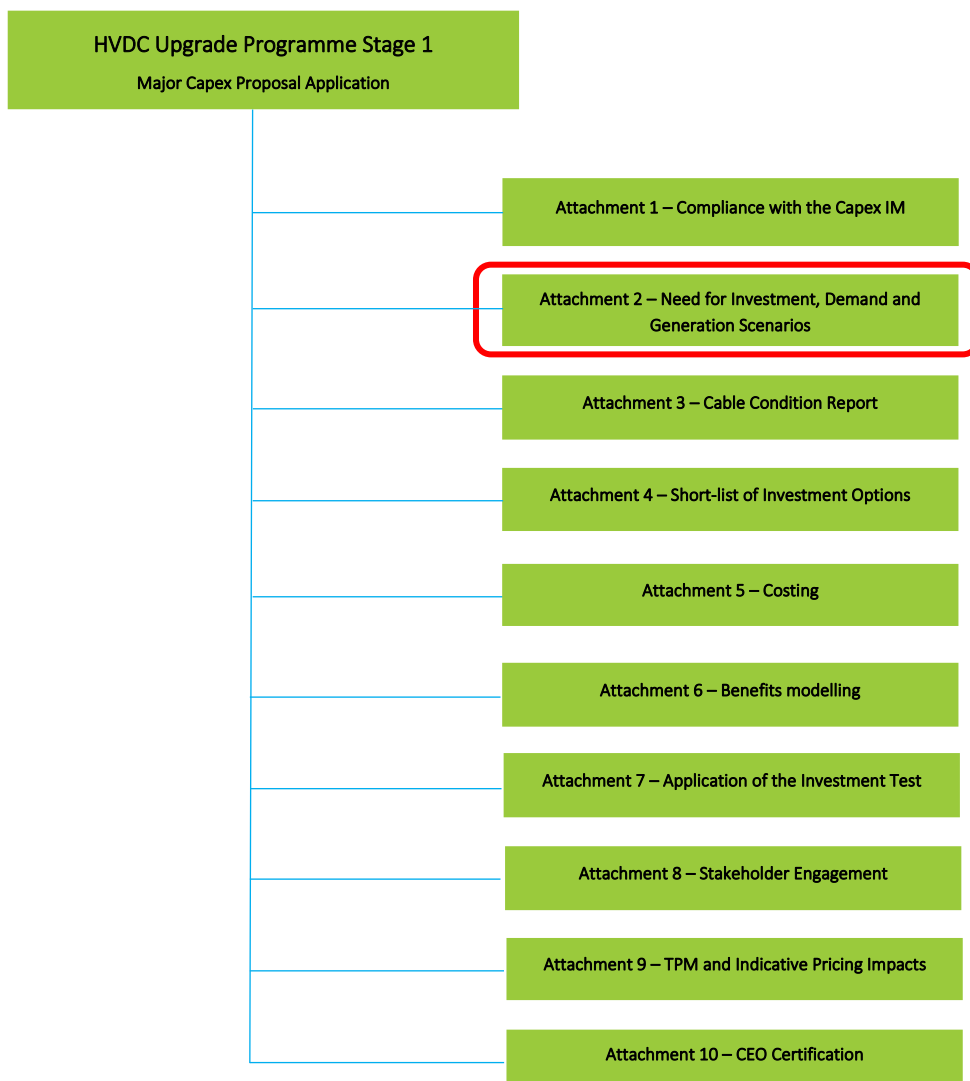 HVDC Upgrade Programme Stage 1
Major Capex Proposal Application
Attachment 1 – Compliance with the Capex IM
Attachment 2 – Need for Investment, Demand and
Generation Scenarios
Attachment 3 – Cable Condition Report
Attachment 4 – Short-list of Investment Options
Attachment 5 – Costing
Attachment 6 – Benefits modelling
Attachment 7 – Application of the Investment Test
Attachment 8 – Stakeholder Engagement
Attachment 9 – TPM and Indicative Pricing Impacts
Attachment 10 – CEO Certification